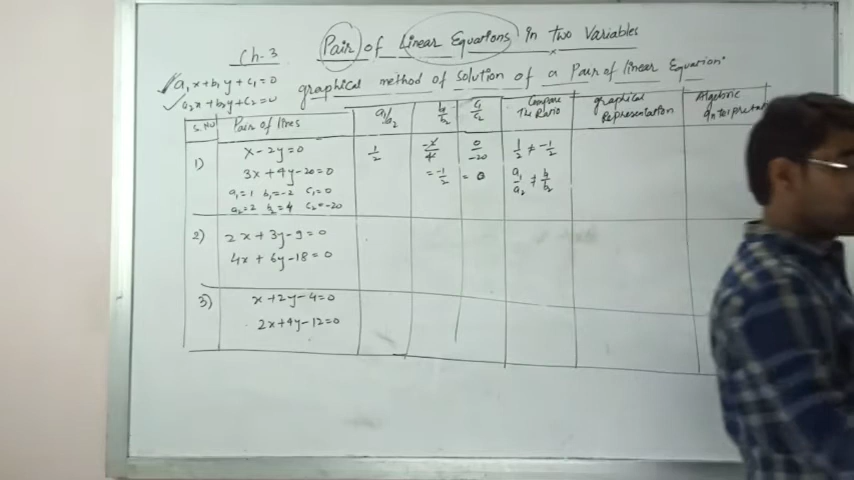 Ch-3
Pair of Linear Equations in two Variables
a₁x+b₁y+c₁=0
a₂x+b₂y+c₂=0
graphical method of Solution of a Pair of linear Equation.
S.No Pair of lines a₁/a₂ b₁/b₂ c₁/c₂ Compare The Ratio graphical Representation Algebric
1) x-2y=0 1/2 -2/4 0/-20 1/2 ≠ -1/2
3x+4y-20=0 =-1/2 = 0 a₁/a₂ ≠ b₁/b₂
a₁=1 b₁=-2 c₁=0
a₂=2 b₂=4 c₂=-20
2) 2x+3y-9=0
4x+6y-18=0
3) x+2y-4=0
2x+4y-12=0